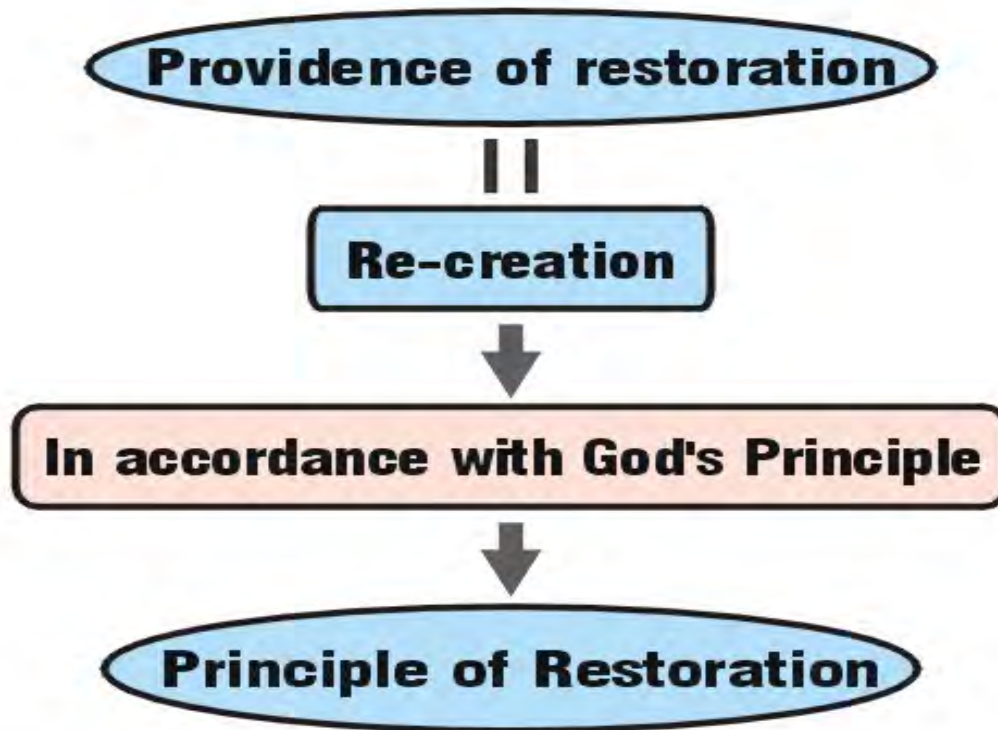 Providence of restoration
Re-creation
In accordance with God's Principle
Principle of Restoration